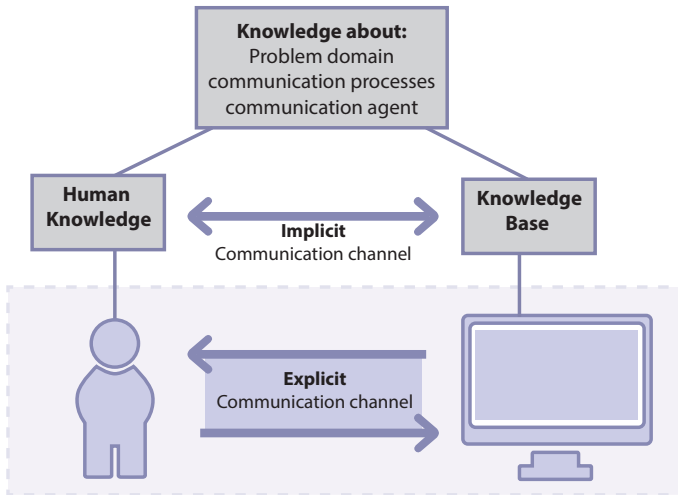 Knowledge about:
Problem domain
communication processes
communication agent
Human
Knowledge
Knowledge
Base
Implicit
Communication channel
Explicit
Communication channel